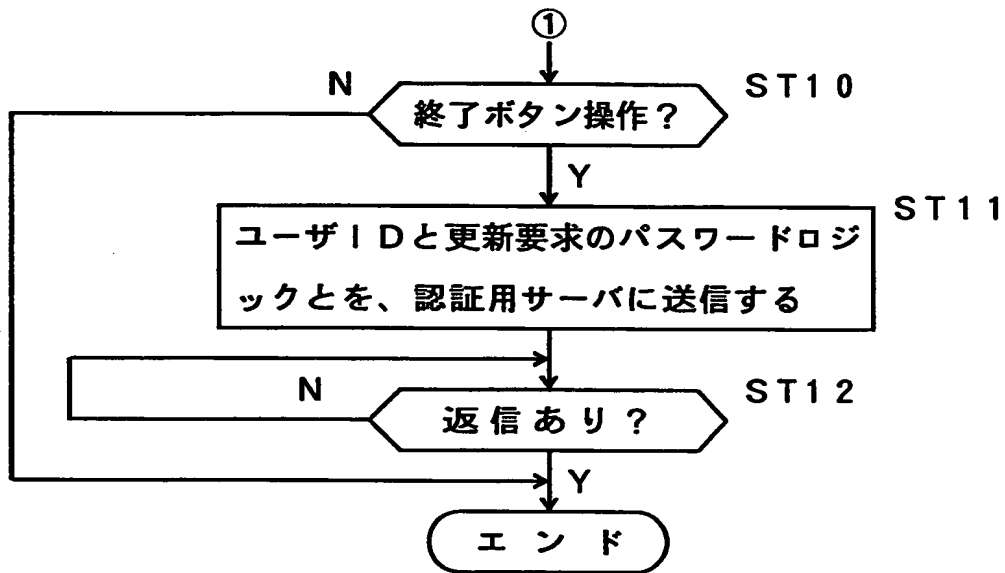 ①
N
終了ボタン操作?
ST10
Y
ST11
ユーザIDと更新要求のパスワードロジ
ックとを、認証用サーバに送信する
N
返信あり?
ST12
Y
エンド